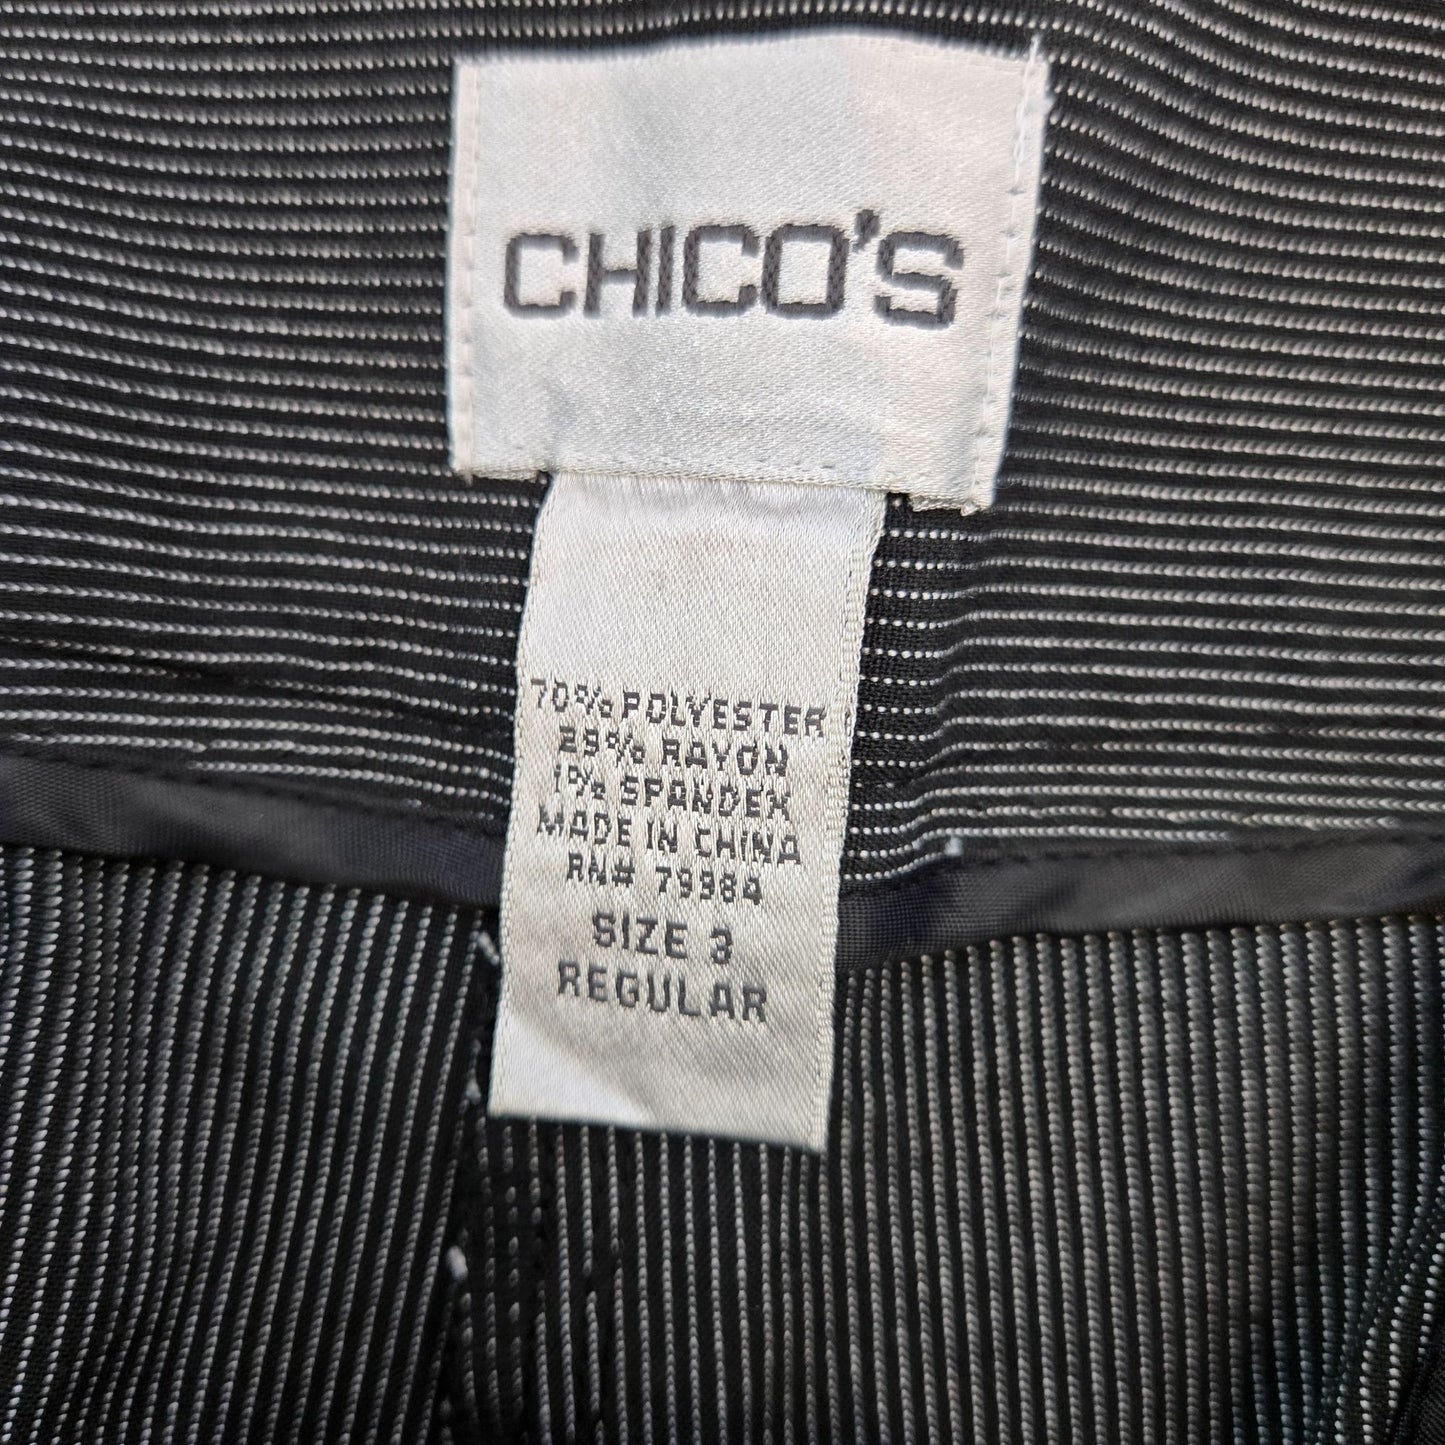 CHICO'S
70% POLYESTER
29% RAYON
1% SPANDEX
MADE IN CHINA
RN# 79984
SIZE 3
REGULAR